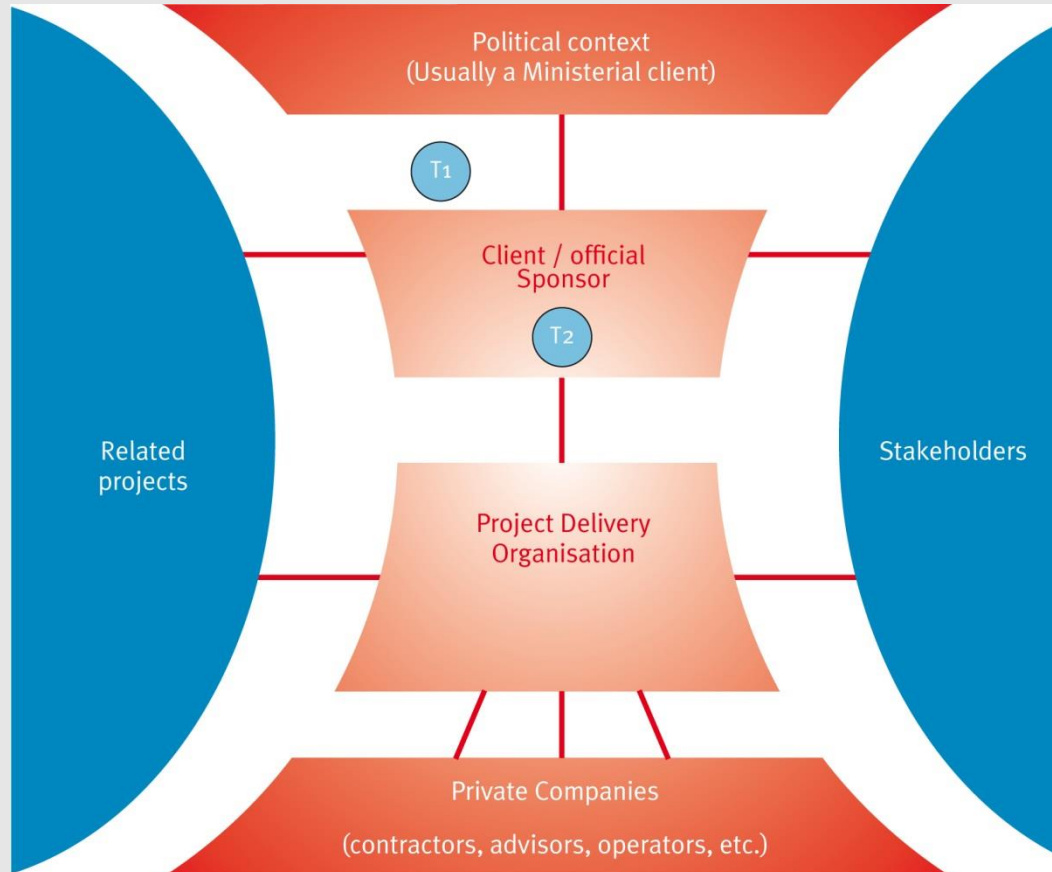 Political context
(Usually a Ministerial client)
T1
Client / official
Sponsor
T2
Related
projects
Stakeholders
Project Delivery
Organisation
Private Companies
(contractors, advisors, operators, etc.)